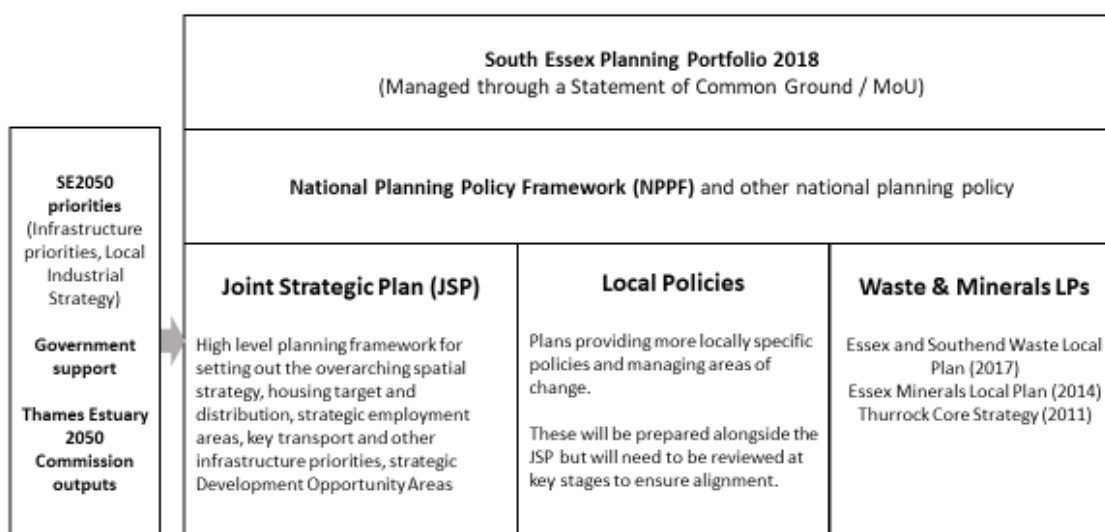 South Essex Planning Portfolio 2018
(Managed through a Statement of Common Ground / MoU)
National Planning Policy Framework (NPPF) and other national planning policy
SE2050
priorities
(Infrastructure
priorities, Local
Industrial
Strategy)
Government
support
Thames Estuary
2050
Commission
outputs
Joint Strategic Plan (JSP)
High level planning framework for
setting out the overarching spatial
strategy, housing target and
distribution, strategic employment
areas, key transport and other
infrastructure priorities, strategic
Development Opportunity Areas
Local Policies
Plans providing more locally specific
policies and managing areas of
change.
These will be prepared alongside the
JSP but will need to be reviewed at
key stages to ensure alignment.
Waste & Minerals LPs
Essex and Southend Waste Local
Plan (2017)
Essex Minerals Local Plan (2014)
Thurrock Core Strategy (2011)